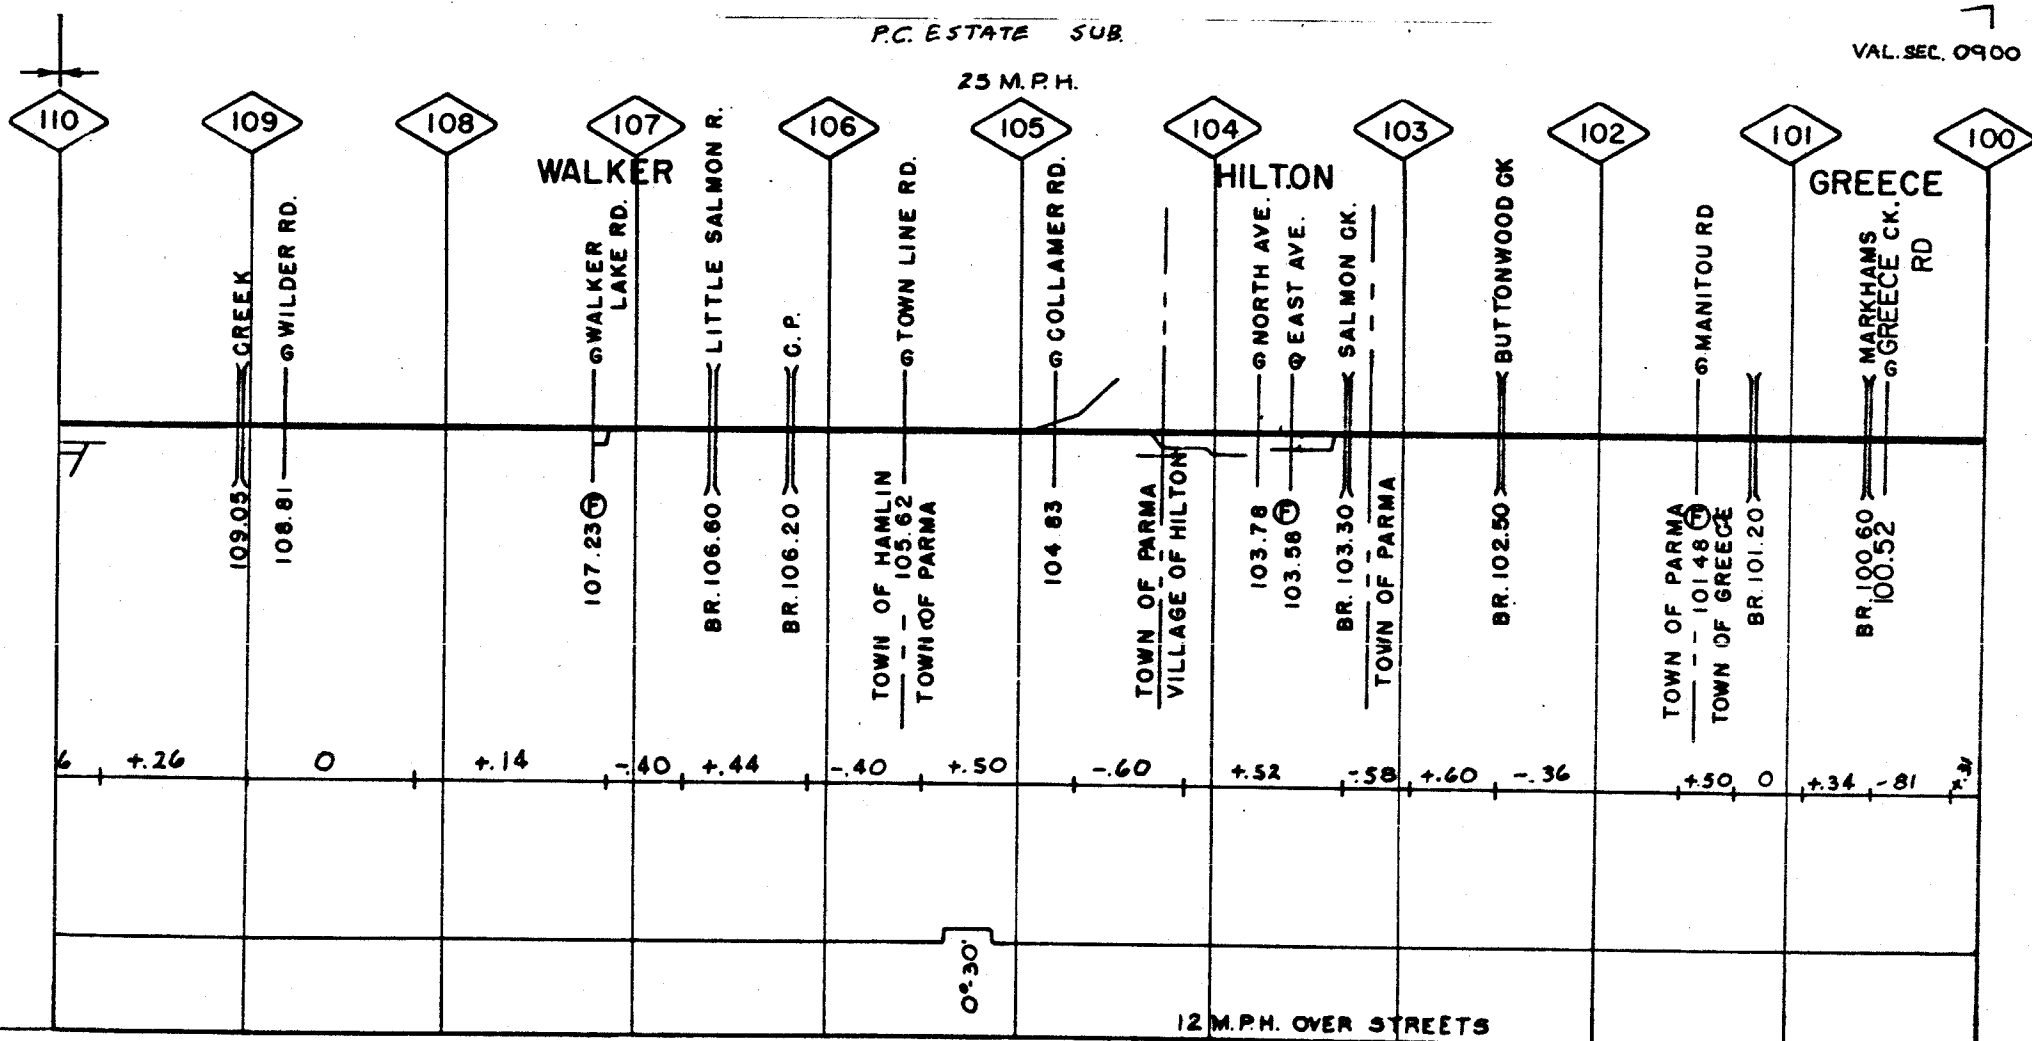 P.C. ESTATE SUB.
VAL. SEC. 0900
25 M.P.H.
110 109 108 107 106 105 104 103 102 101 100
WALKER
HILTON
GREECE
CREEK
WILDER RD.
WALKER
LAKE RD.
LITTLE SALMON R.
C.P.
TOWN LINE RD.
COLLAMER RD.
NORTH AVE.
EAST AVE.
SALMON CK.
BUTTONWOOD CK
MANITOU RD
MARKHAMS CK.
GREECE
RD
109.05
108.81
107.23 F
BR. 106.60
BR. 106.20
TOWN OF HAMLIN
105.62
TOWN OF PARMA
104.83
TOWN OF PARMA
VILLAGE OF HILTON
103.78
103.58 F
BR. 103.30
TOWN OF PARMA
BR. 102.50
TOWN OF PARMA
101.48 F
TOWN OF GREECE
BR. 101.20
BR. 100.60
100.52
6 +.26 0 +.14 -.40 +.44 -.40 +.50 -.60 +.52 -.58 +.60 -.36 +.50 0 +.34 -81
0°-30'
12 M.P.H. OVER STREETS